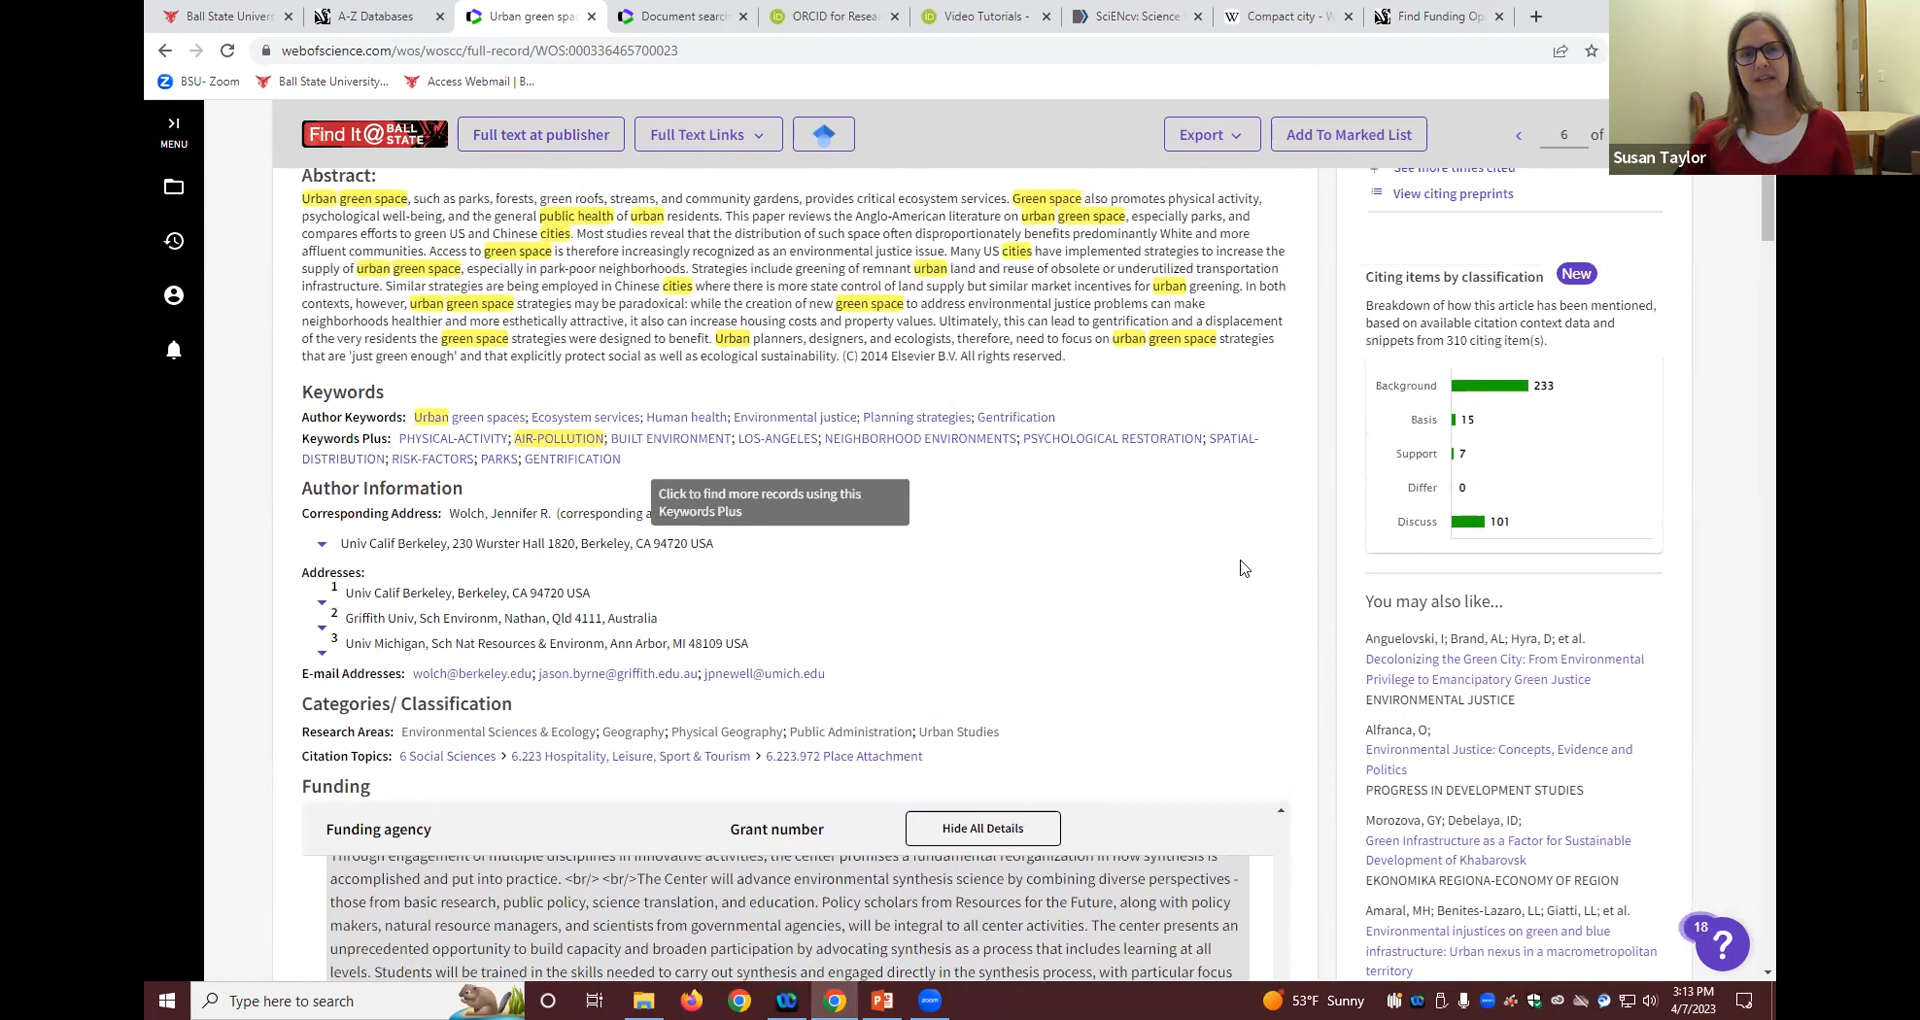 Ball State Univers
A-Z Databases
Urban green spac
Document search
ORCID for Resea
Video Tutorials -
SciENcv: Science
Compact city - W
Find Funding Op
webofscience.com/wos/woscc/full-record/WOS:000336465700023
BSU- Zoom
Ball State University...
Access Webmail | B...
Susan Taylor
MENU
Find It @ BALL STATE
Full text at publisher
Full Text Links
Export
Add To Marked List
6 of
Abstract:
Urban green space, such as parks, forests, green roofs, streams, and community gardens, provides critical ecosystem services. Green space also promotes physical activity,
psychological well-being, and the general public health of urban residents. This paper reviews the Anglo-American literature on urban green space, especially parks, and
compares efforts to green US and Chinese cities. Most studies reveal that the distribution of such space often disproportionately benefits predominantly White and more
affluent communities. Access to green space is therefore increasingly recognized as an environmental justice issue. Many US cities have implemented strategies to increase the
supply of urban green space, especially in park-poor neighborhoods. Strategies include greening of remnant urban land and reuse of obsolete or underutilized transportation
infrastructure. Similar strategies are being employed in Chinese cities where there is more state control of land supply but similar market incentives for urban greening. In both
contexts, however, urban green space strategies may be paradoxical: while the creation of new green space to address environmental justice problems can make
neighborhoods healthier and more esthetically attractive, it also can increase housing costs and property values. Ultimately, this can lead to gentrification and a displacement
of the very residents the green space strategies were designed to benefit. Urban planners, designers, and ecologists, therefore, need to focus on urban green space strategies
that are 'just green enough' and that explicitly protect social as well as ecological sustainability. (C) 2014 Elsevier B.V. All rights reserved.
Keywords
Author Keywords: Urban green spaces; Ecosystem services; Human health; Environmental justice; Planning strategies; Gentrification
Keywords Plus: PHYSICAL-ACTIVITY; AIR-POLLUTION; BUILT ENVIRONMENT; LOS-ANGELES; NEIGHBORHOOD ENVIRONMENTS; PSYCHOLOGICAL RESTORATION; SPATIAL-
DISTRIBUTION; RISK-FACTORS; PARKS; GENTRIFICATION
Click to find more records using this
Keywords Plus
Author Information
Corresponding Address: Wolch, Jennifer R. (corresponding a
Univ Calif Berkeley, 230 Wurster Hall 1820, Berkeley, CA 94720 USA
Addresses:
1 Univ Calif Berkeley, Berkeley, CA 94720 USA
2 Griffith Univ, Sch Environm, Nathan, Qld 4111, Australia
3 Univ Michigan, Sch Nat Resources & Environm, Ann Arbor, MI 48109 USA
E-mail Addresses: wolch@berkeley.edu; jason.byrne@griffith.edu.au; jpnewell@umich.edu
Categories/ Classification
Research Areas: Environmental Sciences & Ecology; Geography; Physical Geography; Public Administration; Urban Studies
Citation Topics: 6 Social Sciences > 6.223 Hospitality, Leisure, Sport & Tourism > 6.223.972 Place Attachment
Funding
Funding agency
Grant number
Hide All Details
Through engagement of multiple disciplines in innovative activities, the center promises a fundamental reorganization in how synthesis is
accomplished and put into practice. <br/> <br/>The Center will advance environmental synthesis science by combining diverse perspectives -
those from basic research, public policy, science translation, and education. Policy scholars from Resources for the Future, along with policy
makers, natural resource managers, and scientists from governmental agencies, will be integral to all center activities. The center presents an
unprecedented opportunity to build capacity and broaden participation by advocating synthesis as a process that includes learning at all
levels. Students will be trained in the skills needed to carry out synthesis and engaged directly in the synthesis process, with particular focus
See more times cited
View citing preprints
Citing items by classification New
Breakdown of how this article has been mentioned,
based on available citation context data and
snippets from 310 citing item(s).
Background 233
Basis 15
Support 7
Differ 0
Discuss 101
You may also like...
Anguelovski, I; Brand, AL; Hyra, D; et al.
Decolonizing the Green City: From Environmental
Privilege to Emancipatory Green Justice
ENVIRONMENTAL JUSTICE
Alfranca, O;
Environmental Justice: Concepts, Evidence and
Politics
PROGRESS IN DEVELOPMENT STUDIES
Morozova, GY; Debelaya, ID;
Green Infrastructure as a Factor for Sustainable
Development of Khabarovsk
EKONOMIKA REGIONA-ECONOMY OF REGION
Amaral, MH; Benites-Lazaro, LL; Giatti, LL; et al.
Environmental injustices on green and blue
infrastructure: Urban nexus in a macrometropolitan
territory
18
?
Type here to search
53°F Sunny
3:13 PM
4/7/2023